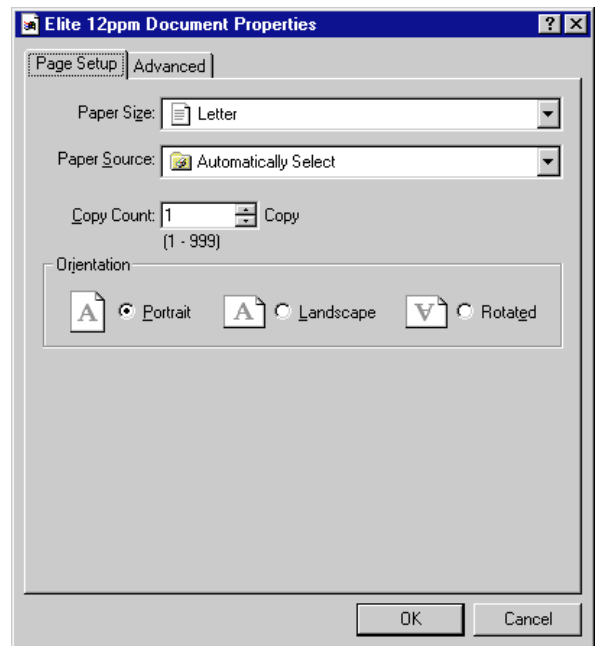 Elite 12ppm Document Properties
Page Setup Advanced
Paper Size: Letter
Paper Source: Automatically Select
Copy Count: 1 Copy
(1 - 999)
Orientation
A Portrait A Landscape A Rotated
OK Cancel